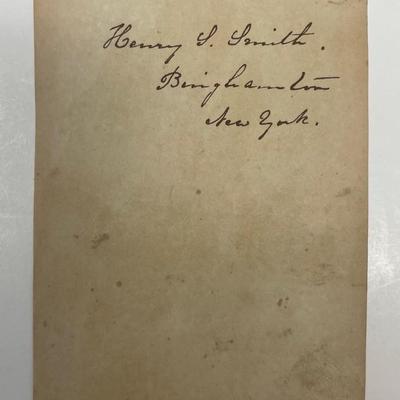 Henry S. Smith.
Binghamton
New York.